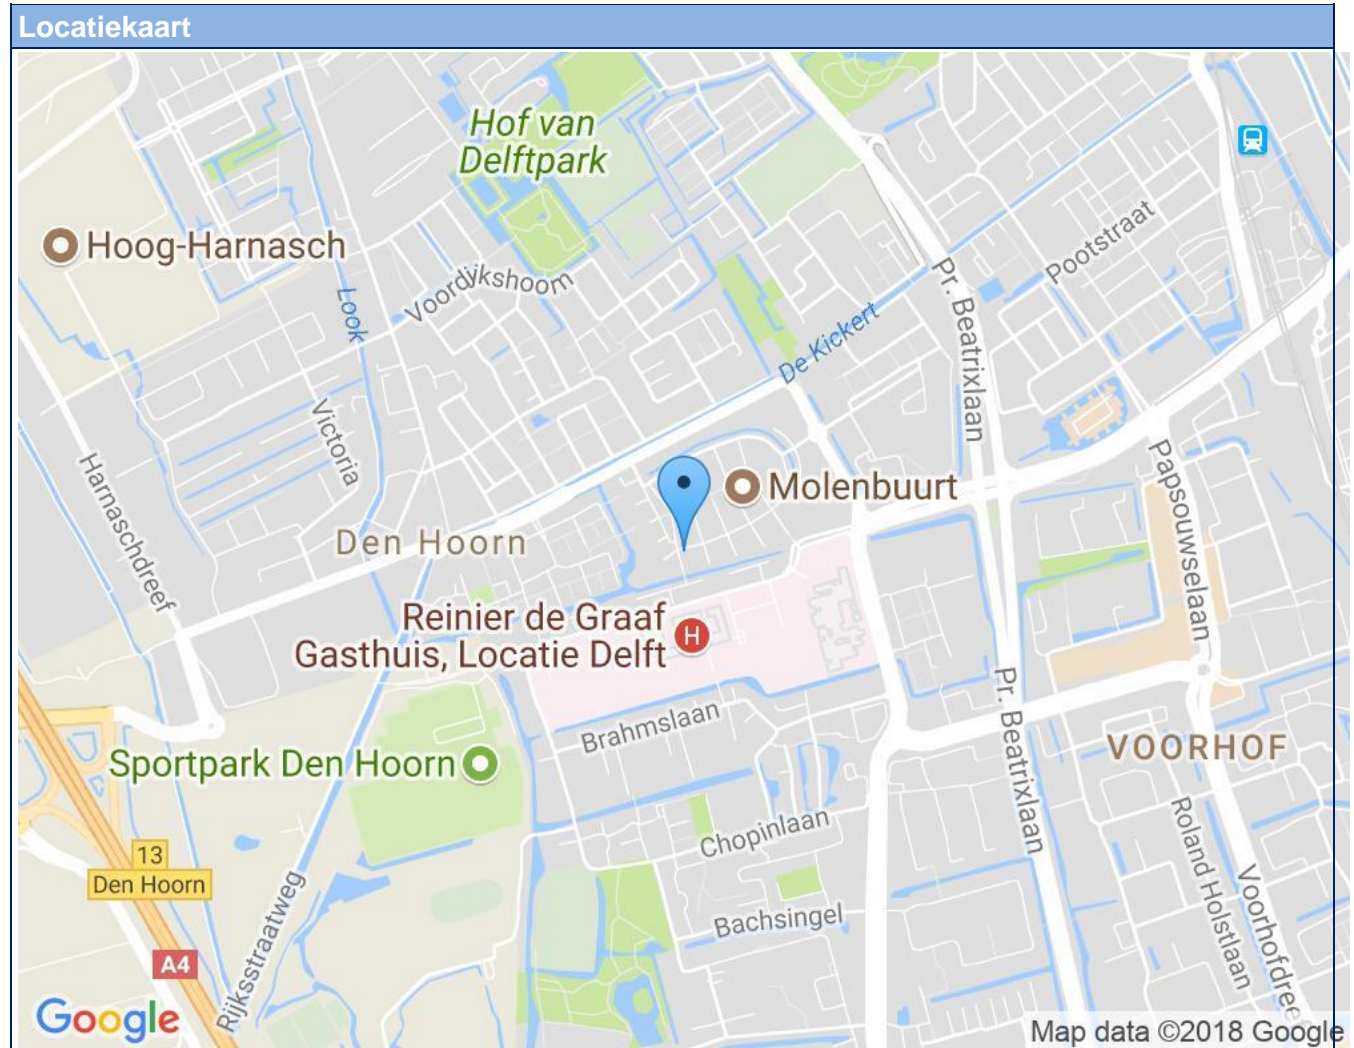 Locatiekaart
Hof van
Delftpark
Hoog-Harnasch
Look
Voordijkshoorn
Pootstraat
Pr. Beatrixlaan
De Kickert
Victoria
Harnaschdreef
Papsouwselaan
Molenbuurt
Den Hoorn
Reinier de Graaf
Gasthuis, Locatie Delft
H
Brahmslaan
Pr. Beatrixlaan
VOORHOF
Sportpark Den Hoorn
Chopinlaan
Roland Holstlaan
13
Den Hoorn
Voorhofdree
Bachsingel
Rijksstraatweg
A4
Google
Map data ©2018 Google